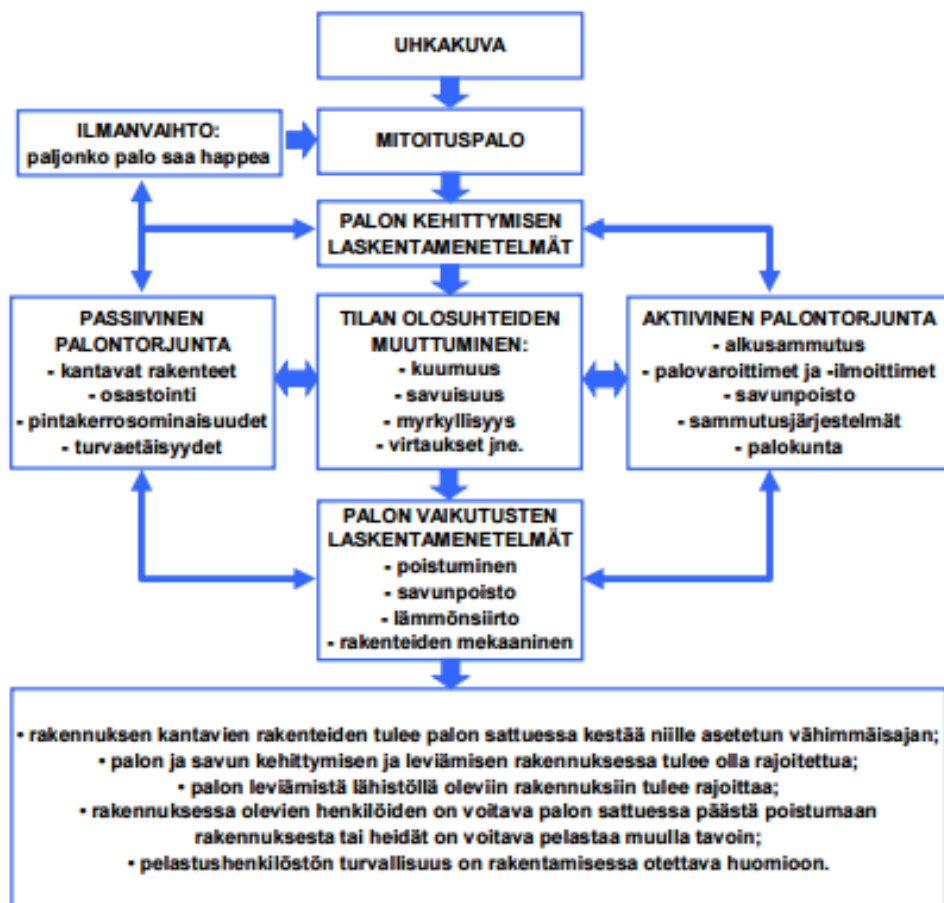 UHKAKUVA
ILMANVAIHTO:
paljonko palo saa happea
MITOITUSPALO
PALON KEHITTYMISEN
LASKENTAMENETELMÄT
PASSIIVINEN
PALONTORJUNTA
- kantavat rakenteet
- osastointi
- pintakerrosominaisuudet
- turvaetäisyydet
TILAN OLOSUHTEIDEN
MUUTTUMINEN:
- kuumuus
- savuisuus
- myrkyllisyys
- virtaukset jne.
AKTIIVINEN PALONTORJUNTA
- alkusammutus
- palovaroittimet ja -ilmoittimet
- savunpoisto
- sammutusjärjestelmät
- palokunta
PALON VAIKUTUSTEN
LASKENTAMENETELMÄT
- poistuminen
- savunpoisto
- lämmönsiirto
- rakenteiden mekaaninen
• rakennuksen kantavien rakenteiden tulee palon sattuessa kestää niille asetetun vähimmäisajan;
• palon ja savun kehittymisen ja leviämisen rakennuksessa tulee olla rajoitettua;
• palon leviämistä lähistöllä oleviin rakennuksiin tulee rajoittaa;
• rakennuksessa olevien henkilöiden on voitava palon sattuessa päästä poistumaan
rakennuksesta tai heidät on voitava pelastaa muulla tavoin;
• pelastushenkilöstön turvallisuus on rakentamisessa otettava huomioon.